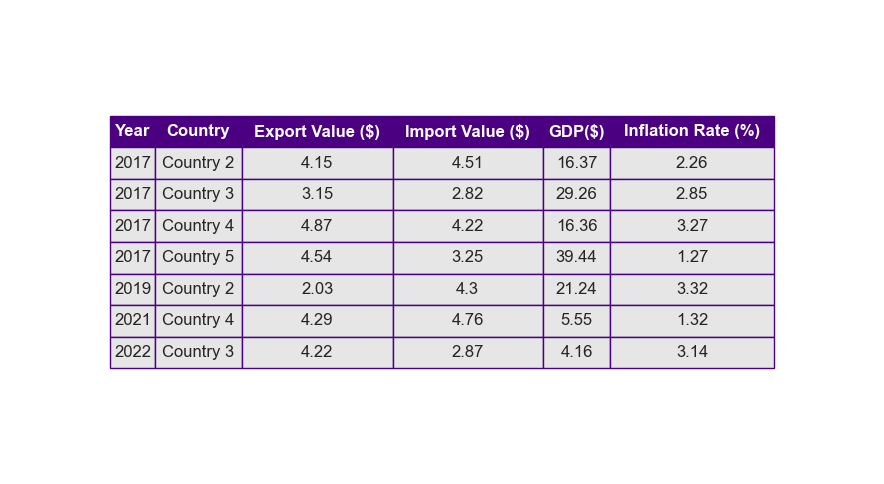 Year Country Export Value ($) Import Value ($) GDP($) Inflation Rate (%)
2017 Country 2 4.15 4.51 16.37 2.26
2017 Country 3 3.15 2.82 29.26 2.85
2017 Country 4 4.87 4.22 16.36 3.27
2017 Country 5 4.54 3.25 39.44 1.27
2019 Country 2 2.03 4.3 21.24 3.32
2021 Country 4 4.29 4.76 5.55 1.32
2022 Country 3 4.22 2.87 4.16 3.14